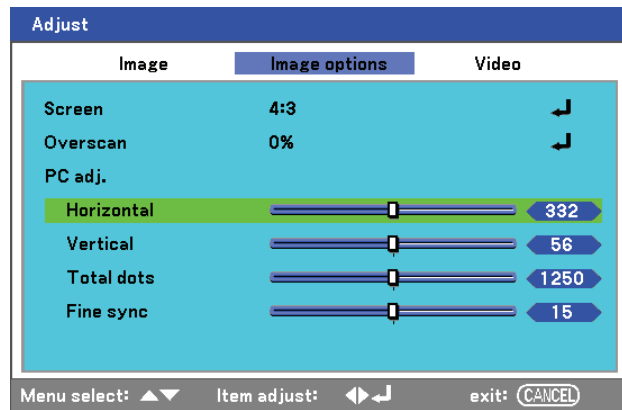 Adjust
Image Image options Video
Screen 4:3
Overscan 0%
PC adj.
Horizontal 332
Vertical 56
Total dots 1250
Fine sync 15
Menu select: ▲▼ Item adjust: ◀▶↵ exit: CANCEL